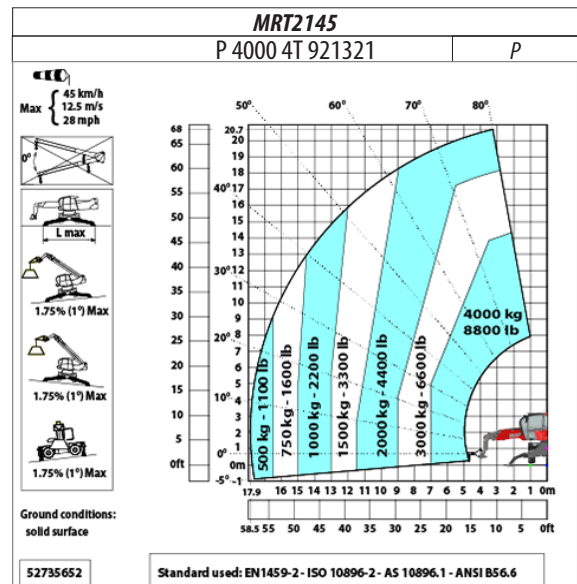 MRT2145
P 4000 4T 921321 P
Max { 45 km/h
12.5 m/s
28 mph
0°
L max
1.75% (1°) Max
1.75% (1°) Max
1.75% (1°) Max
Ground conditions:
solid surface
52735652
50° 60° 70° 80°
40°
30°
20°
10°
0°
-5°
68
65
60
55
50
45
40
35
30
25
20
15
10
5
0ft
20.7
20
19
18
17
16
15
14
13
12
11
10
9
8
7
6
5
4
3
2
1
0m
-1
500 kg - 1100 lb
750 kg - 1600 lb
1000 kg - 2200 lb
1500 kg - 3300 lb
2000 kg - 4400 lb
3000 kg - 6600 lb
4000 kg
8800 lb
17.9 16 15 14 13 12 11 10 9 8 7 6 5 4 3 2 1 0m
58.5 55 50 45 40 35 30 25 20 15 10 5 0ft
Standard used: EN1459-2 - ISO 10896-2 - AS 10896.1 - ANSI B56.6